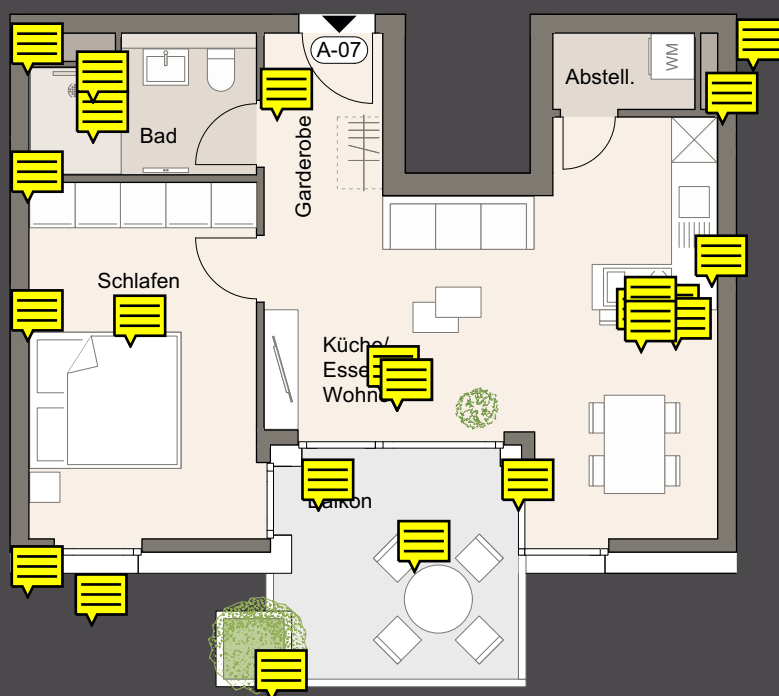 A-07
WM
Abstell.
Bad
Garderobe
Schlafen
Küche/
Esse
Wohn
Balkon